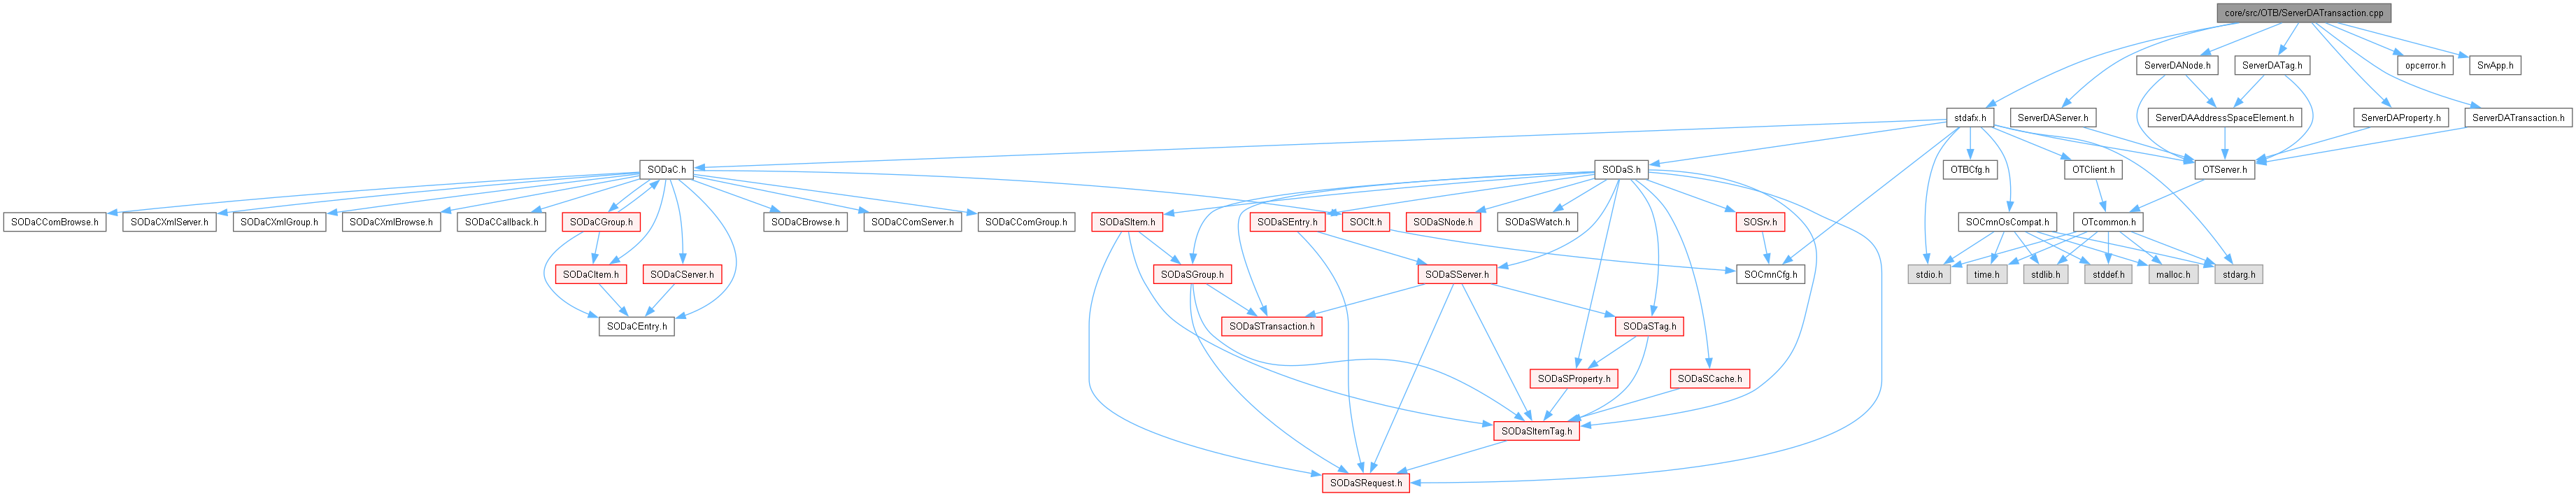 core/src/OTB/ServerDATransaction.cpp
ServerDANode.h
ServerDATag.h
opcerror.h
SrvApp.h
stdafx.h
ServerDAServer.h
ServerDAAddressSpaceElement.h
ServerDAProperty.h
ServerDATransaction.h
SODaC.h
SODaS.h
OTBCfg.h
OTClient.h
OTServer.h
SODaCComBrowse.h
SODaCXmlServer.h
SODaCXmlGroup.h
SODaCXmlBrowse.h
SODaCCallback.h
SODaCGroup.h
SOClt.h
SODaCBrowse.h
SODaCComServer.h
SODaCComGroup.h
SODaSItem.h
SODaSEntry.h
SODaSNode.h
SODaSWatch.h
SOSrv.h
SOCmnOsCompat.h
OTcommon.h
SODaCItem.h
SODaCServer.h
SODaSGroup.h
SODaSServer.h
SOCmnCfg.h
stdio.h
time.h
stdlib.h
stddef.h
malloc.h
stdarg.h
SODaCEntry.h
SODaSTransaction.h
SODaSTag.h
SODaSProperty.h
SODaSCache.h
SODaSItemTag.h
SODaSRequest.h